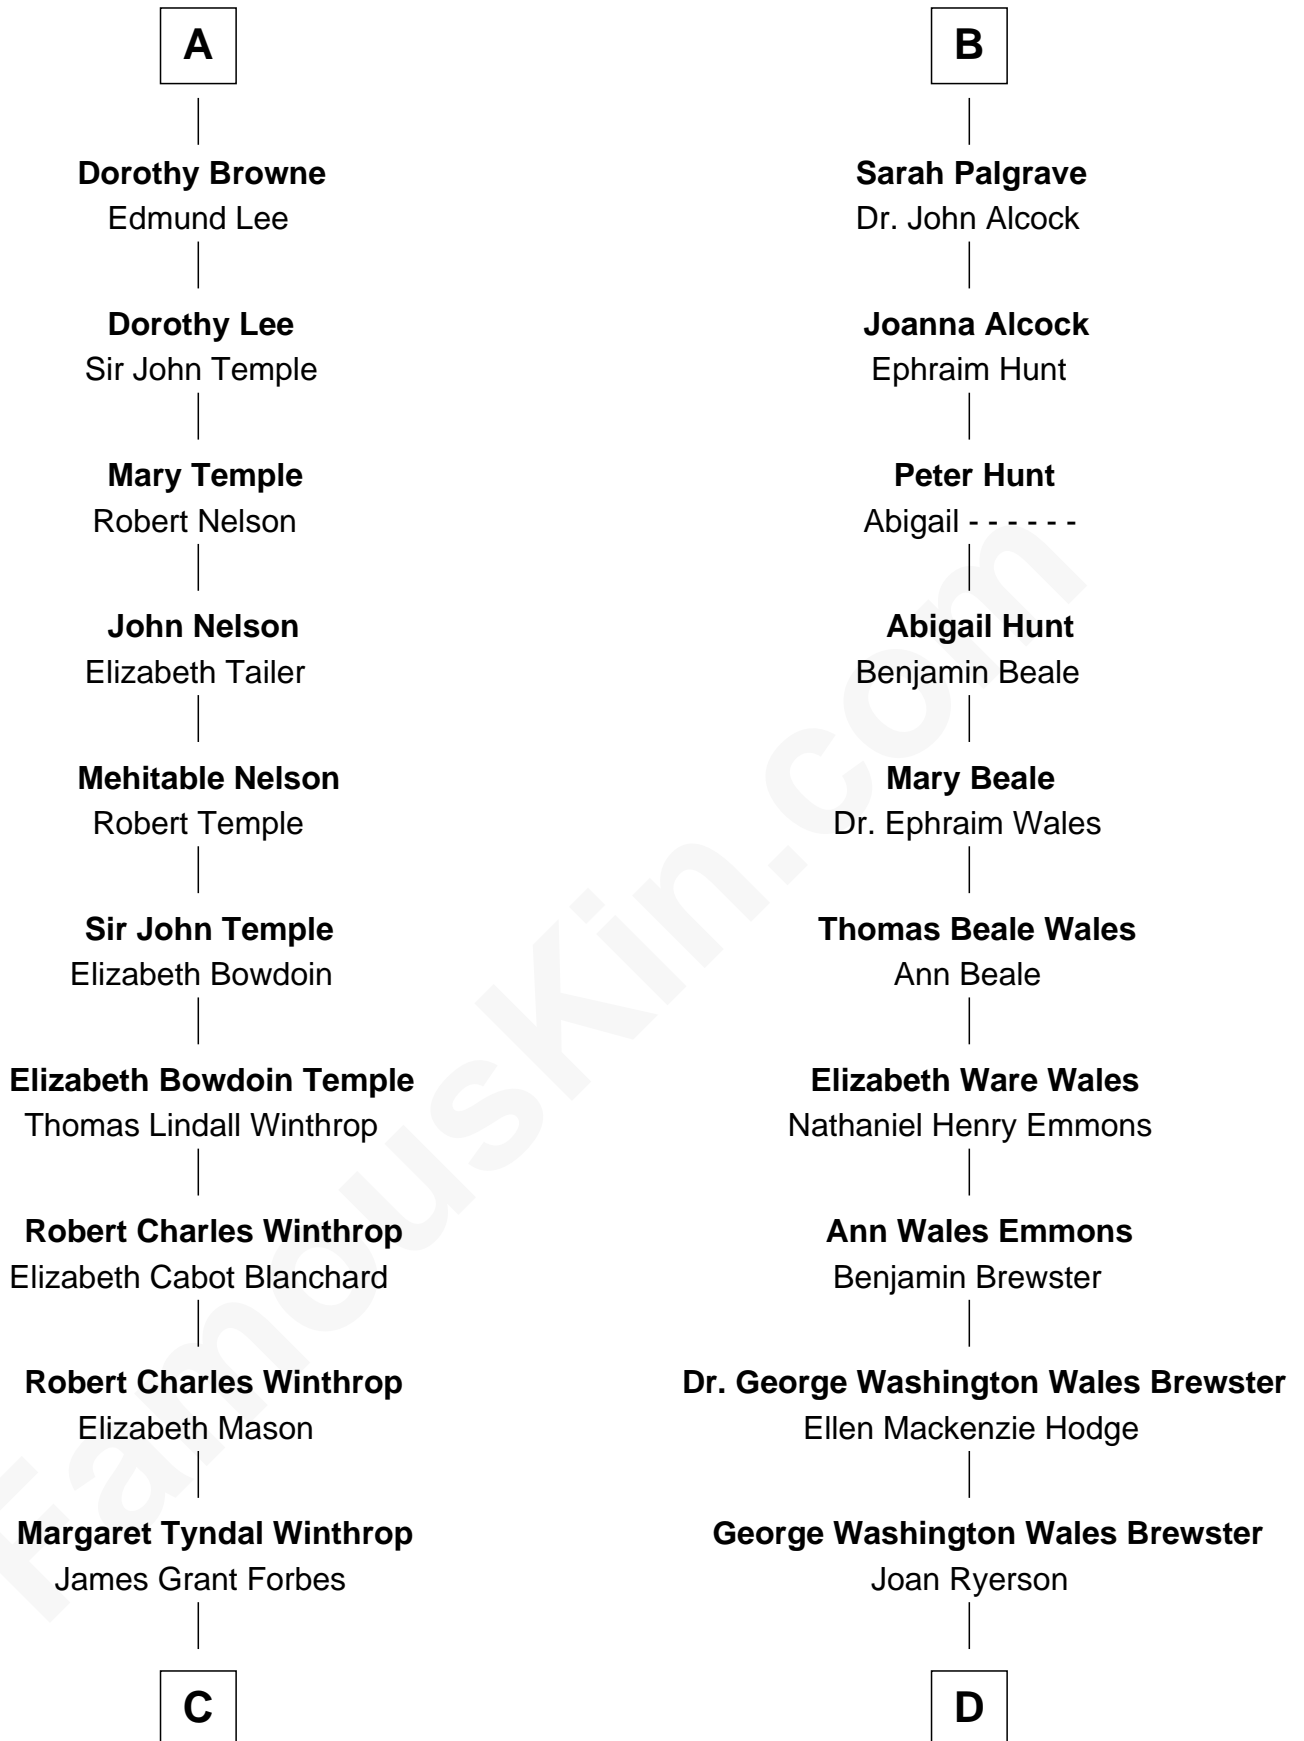 A
Dorothy Browne
Edmund Lee
Dorothy Lee
Sir John Temple
Mary Temple
Robert Nelson
John Nelson
Elizabeth Tailer
Mehitable Nelson
Robert Temple
Sir John Temple
Elizabeth Bowdoin
Elizabeth Bowdoin Temple
Thomas Lindall Winthrop
Robert Charles Winthrop
Elizabeth Cabot Blanchard
Robert Charles Winthrop
Elizabeth Mason
Margaret Tyndal Winthrop
James Grant Forbes
C
B
Sarah Palgrave
Dr. John Alcock
Joanna Alcock
Ephraim Hunt
Peter Hunt
Abigail - - - - - -
Abigail Hunt
Benjamin Beale
Mary Beale
Dr. Ephraim Wales
Thomas Beale Wales
Ann Beale
Elizabeth Ware Wales
Nathaniel Henry Emmons
Ann Wales Emmons
Benjamin Brewster
Dr. George Washington Wales Brewster
Ellen Mackenzie Hodge
George Washington Wales Brewster
Joan Ryerson
D
FamousKin.com